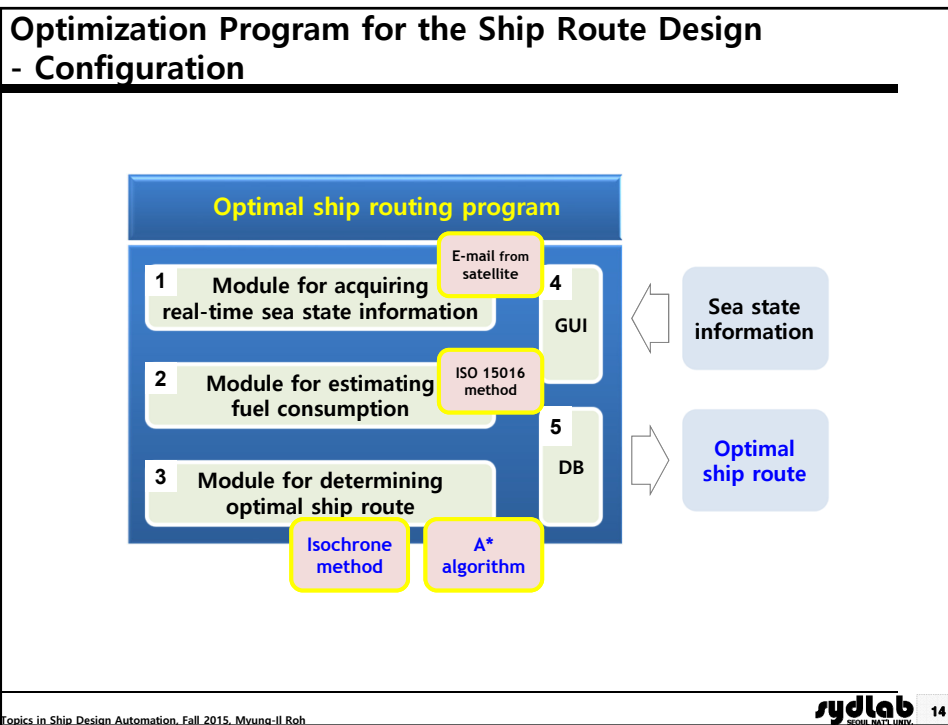 Optimization Program for the Ship Route Design
- Configuration
Optimal ship routing program
E-mail from
satellite
1
Module for acquiring
real-time sea state information
4
GUI
Sea state
information
2
Module for estimating
fuel consumption
ISO 15016
method
5
DB
Optimal
ship route
3
Module for determining
optimal ship route
Isochrone
method
A*
algorithm
Topics in Ship Design Automation, Fall 2015, Myung-Il Roh
sydlab
SEOUL NAT'L UNIV.
14